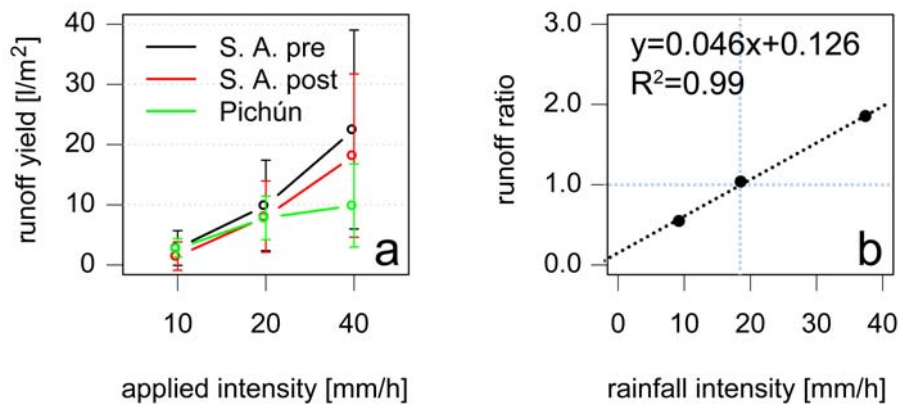 40
30
20
10
0
runoff yield [l/m²]
S. A. pre
S. A. post
Pichún
a
10 20 40
applied intensity [mm/h]
3.0
2.0
1.0
0.0
runoff ratio
y=0.046x+0.126
R²=0.99
b
0 10 20 30 40
rainfall intensity [mm/h]